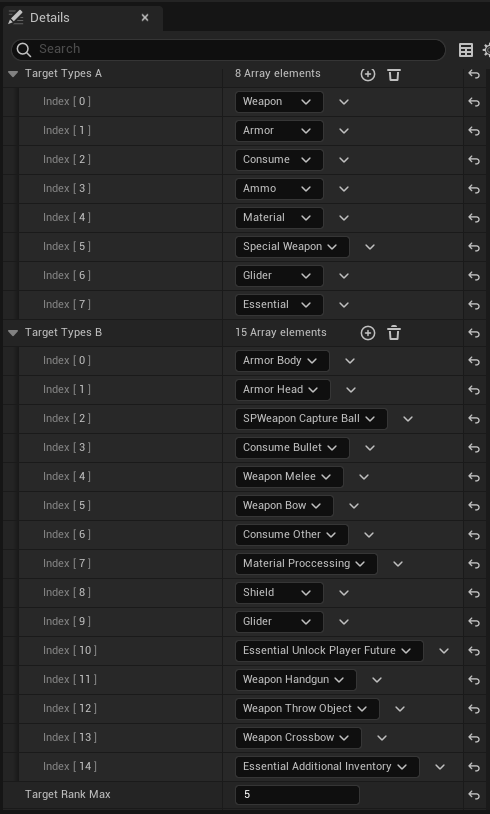 Details
Search
Target Types A 8 Array elements
Index [ 0 ] Weapon
Index [ 1 ] Armor
Index [ 2 ] Consume
Index [ 3 ] Ammo
Index [ 4 ] Material
Index [ 5 ] Special Weapon
Index [ 6 ] Glider
Index [ 7 ] Essential
Target Types B 15 Array elements
Index [ 0 ] Armor Body
Index [ 1 ] Armor Head
Index [ 2 ] SPWeapon Capture Ball
Index [ 3 ] Consume Bullet
Index [ 4 ] Weapon Melee
Index [ 5 ] Weapon Bow
Index [ 6 ] Consume Other
Index [ 7 ] Material Proccessing
Index [ 8 ] Shield
Index [ 9 ] Glider
Index [ 10 ] Essential Unlock Player Future
Index [ 11 ] Weapon Handgun
Index [ 12 ] Weapon Throw Object
Index [ 13 ] Weapon Crossbow
Index [ 14 ] Essential Additional Inventory
Target Rank Max 5